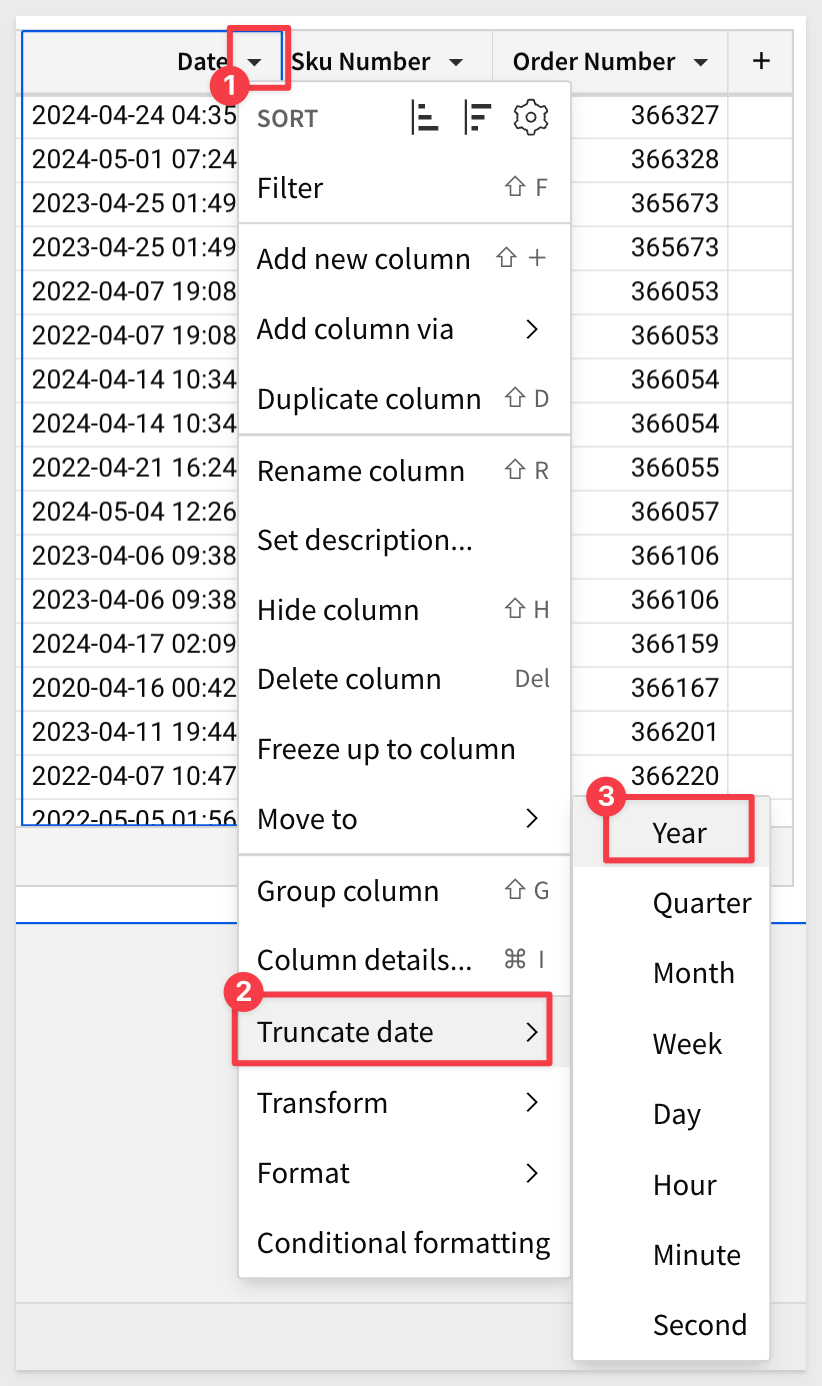 Date Sku Number Order Number +
1
2024-04-24 04:35 366327
2024-05-01 07:24 366328
2023-04-25 01:49 365673
2023-04-25 01:49 365673
2022-04-07 19:08 366053
2022-04-07 19:08 366053
2024-04-14 10:34 366054
2024-04-14 10:34 366054
2022-04-21 16:24 366055
2024-05-04 12:26 366057
2023-04-06 09:38 366106
2023-04-06 09:38 366106
2024-04-17 02:09 366159
2020-04-16 00:42 366167
2023-04-11 19:44 366201
2022-04-07 10:47 366220
2022-05-05 01:56
SORT
Filter ⇧ F
Add new column ⇧ +
Add column via
Duplicate column ⇧ D
Rename column ⇧ R
Set description...
Hide column ⇧ H
Delete column Del
Freeze up to column
Move to
Group column ⇧ G
Column details... ⌘ I
2
Truncate date
Transform
Format
Conditional formatting
3
Year
Quarter
Month
Week
Day
Hour
Minute
Second